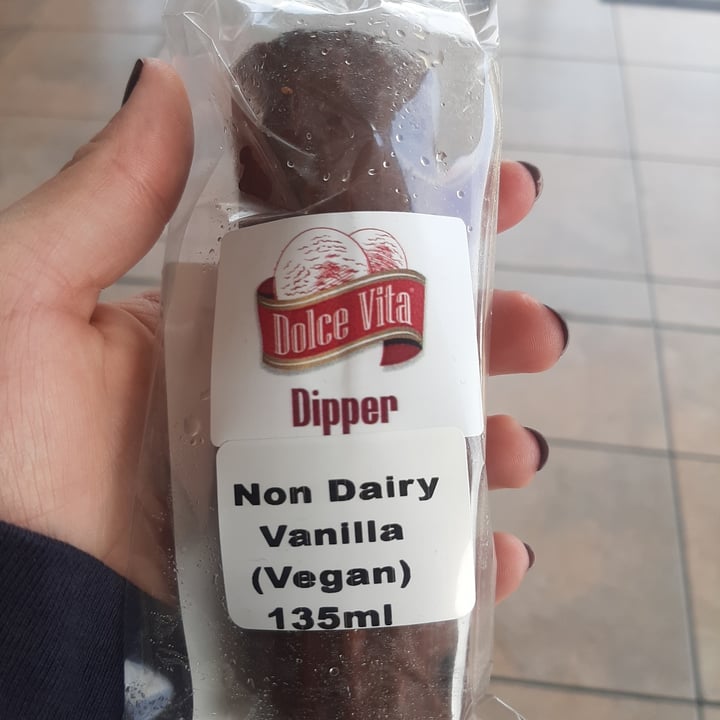 Dolce Vita
Dipper
Non Dairy
Vanilla
(Vegan)
135ml